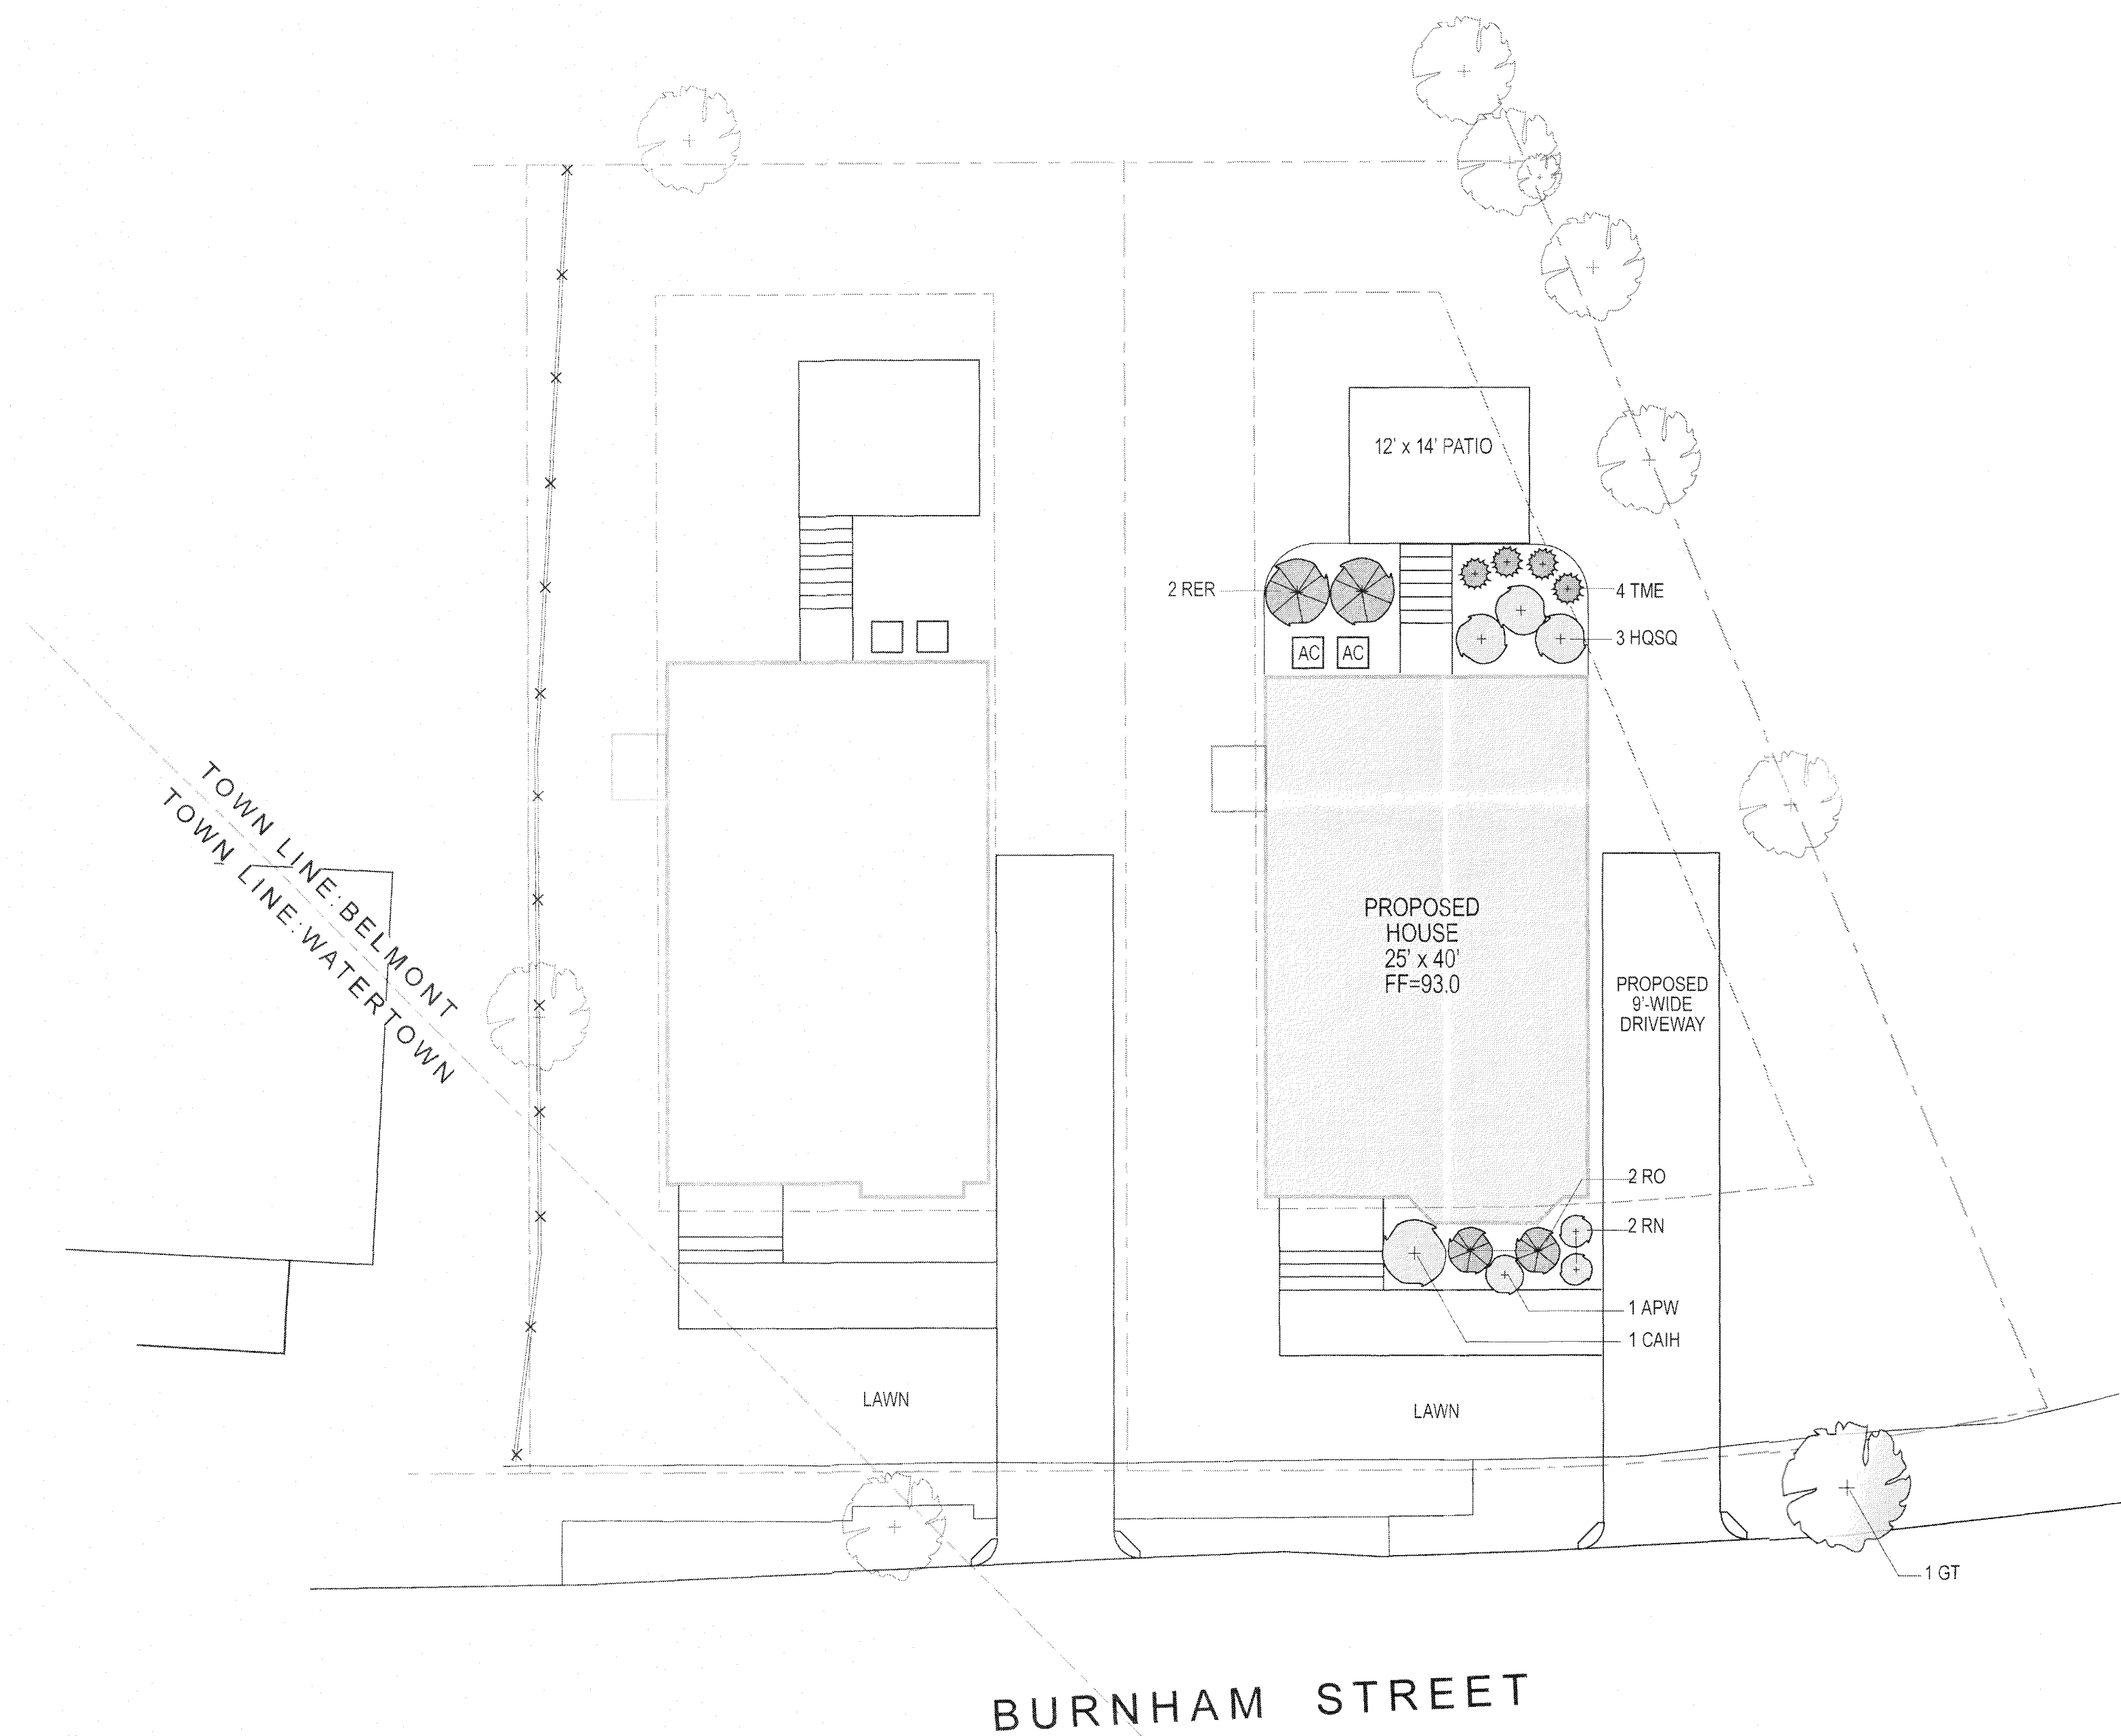 12' x 14' PATIO
2 RER
4 TME
3 HQSQ
AC
AC
TOWN LINE:BELMONT
TOWN LINE:WATERTOWN
PROPOSED
HOUSE
25' x 40'
FF=93.0
PROPOSED
9'-WIDE
DRIVEWAY
2 RO
2 RN
1 APW
1 CAIH
LAWN
LAWN
1 GT
BURNHAM STREET